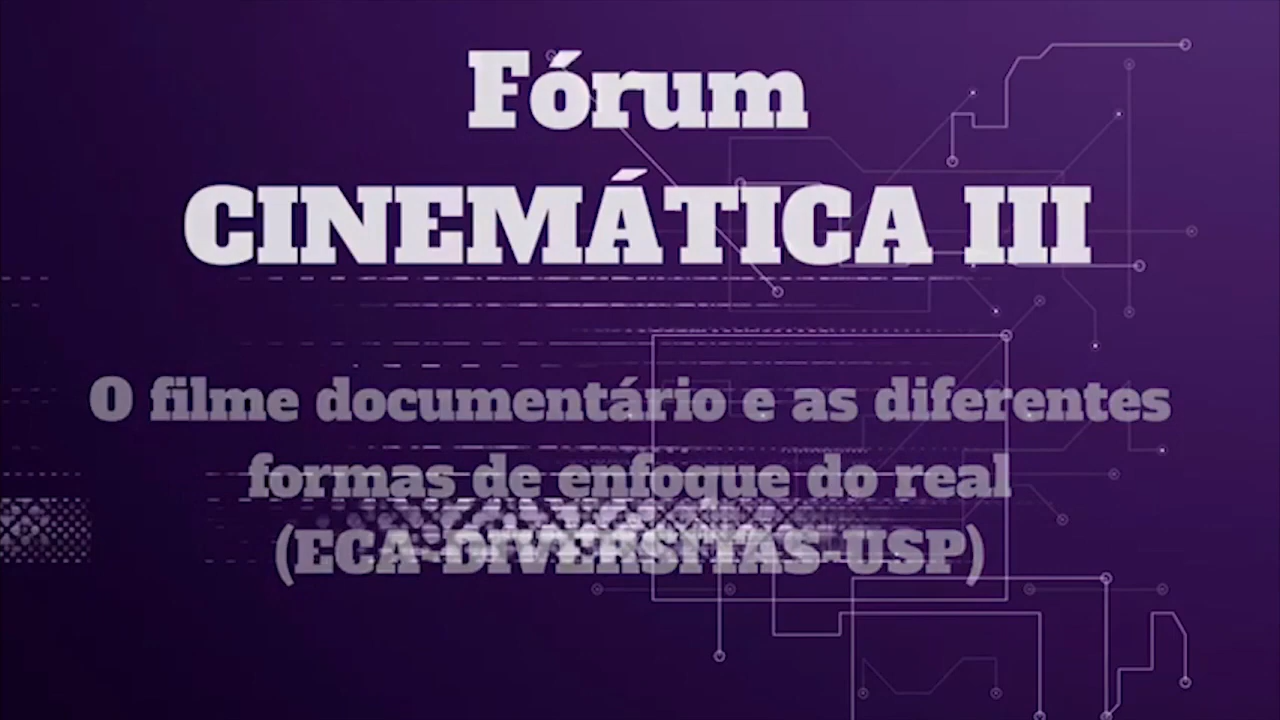 Fórum
CINEMÁTICA III
O filme documentário e as diferentes
formas de enfoque do real
(ECA-DIVERSITAS-USP)